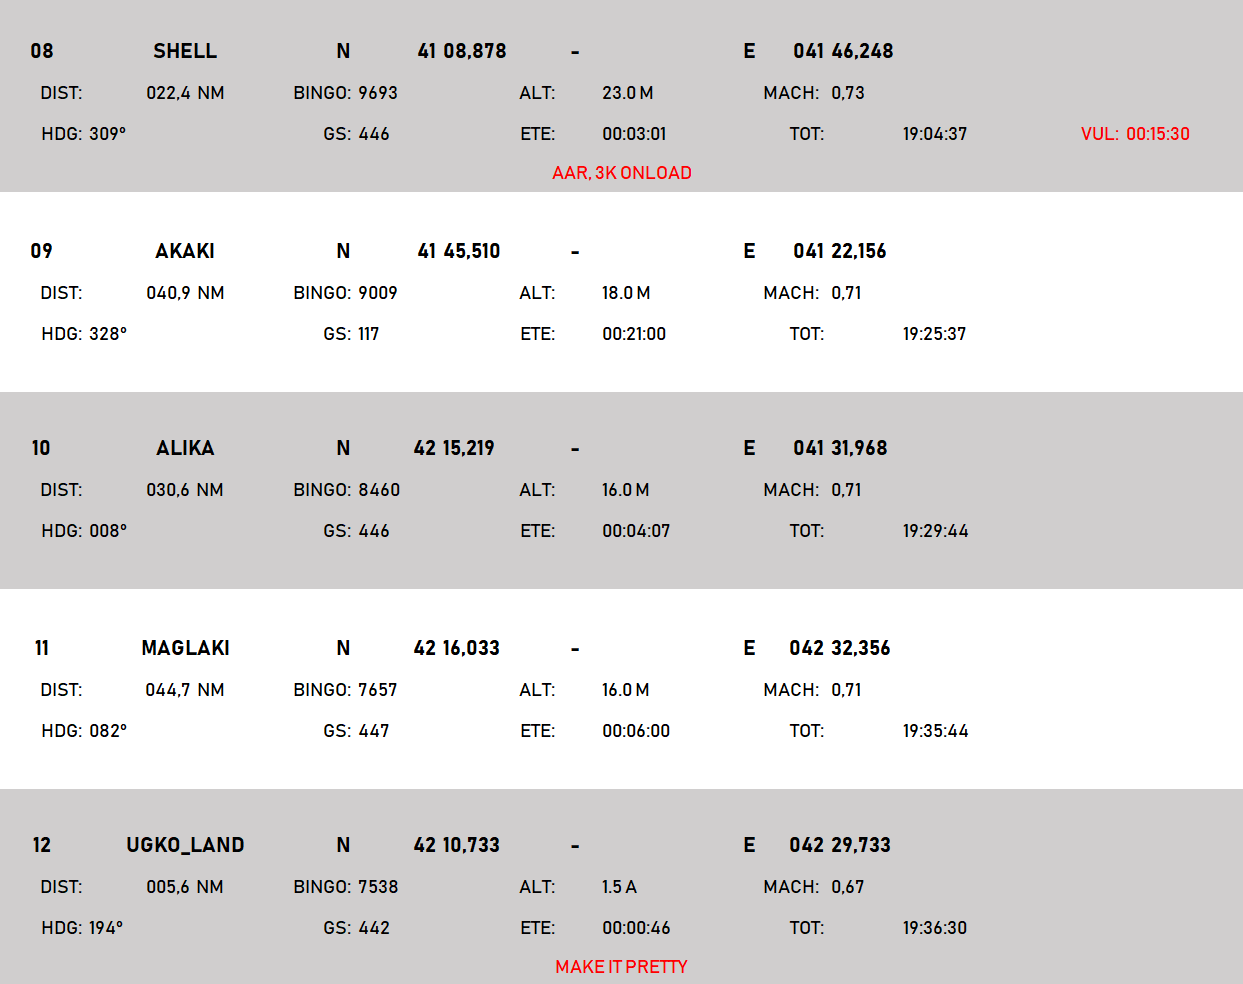 08 SHELL N 41 08,878 - E 041 46,248
DIST: 022,4 NM BINGO: 9693 ALT: 23.0 M MACH: 0,73
HDG: 309º GS: 446 ETE: 00:03:01 TOT: 19:04:37 VUL: 00:15:30
AAR, 3K ONLOAD
09 AKAKI N 41 45,510 - E 041 22,156
DIST: 040,9 NM BINGO: 9009 ALT: 18.0 M MACH: 0,71
HDG: 328º GS: 117 ETE: 00:21:00 TOT: 19:25:37
10 ALIKA N 42 15,219 - E 041 31,968
DIST: 030,6 NM BINGO: 8460 ALT: 16.0 M MACH: 0,71
HDG: 008º GS: 446 ETE: 00:04:07 TOT: 19:29:44
11 MAGLAKI N 42 16,033 - E 042 32,356
DIST: 044,7 NM BINGO: 7657 ALT: 16.0 M MACH: 0,71
HDG: 082º GS: 447 ETE: 00:06:00 TOT: 19:35:44
12 UGKO_LAND N 42 10,733 - E 042 29,733
DIST: 005,6 NM BINGO: 7538 ALT: 1.5 A MACH: 0,67
HDG: 194º GS: 442 ETE: 00:00:46 TOT: 19:36:30
MAKE IT PRETTY